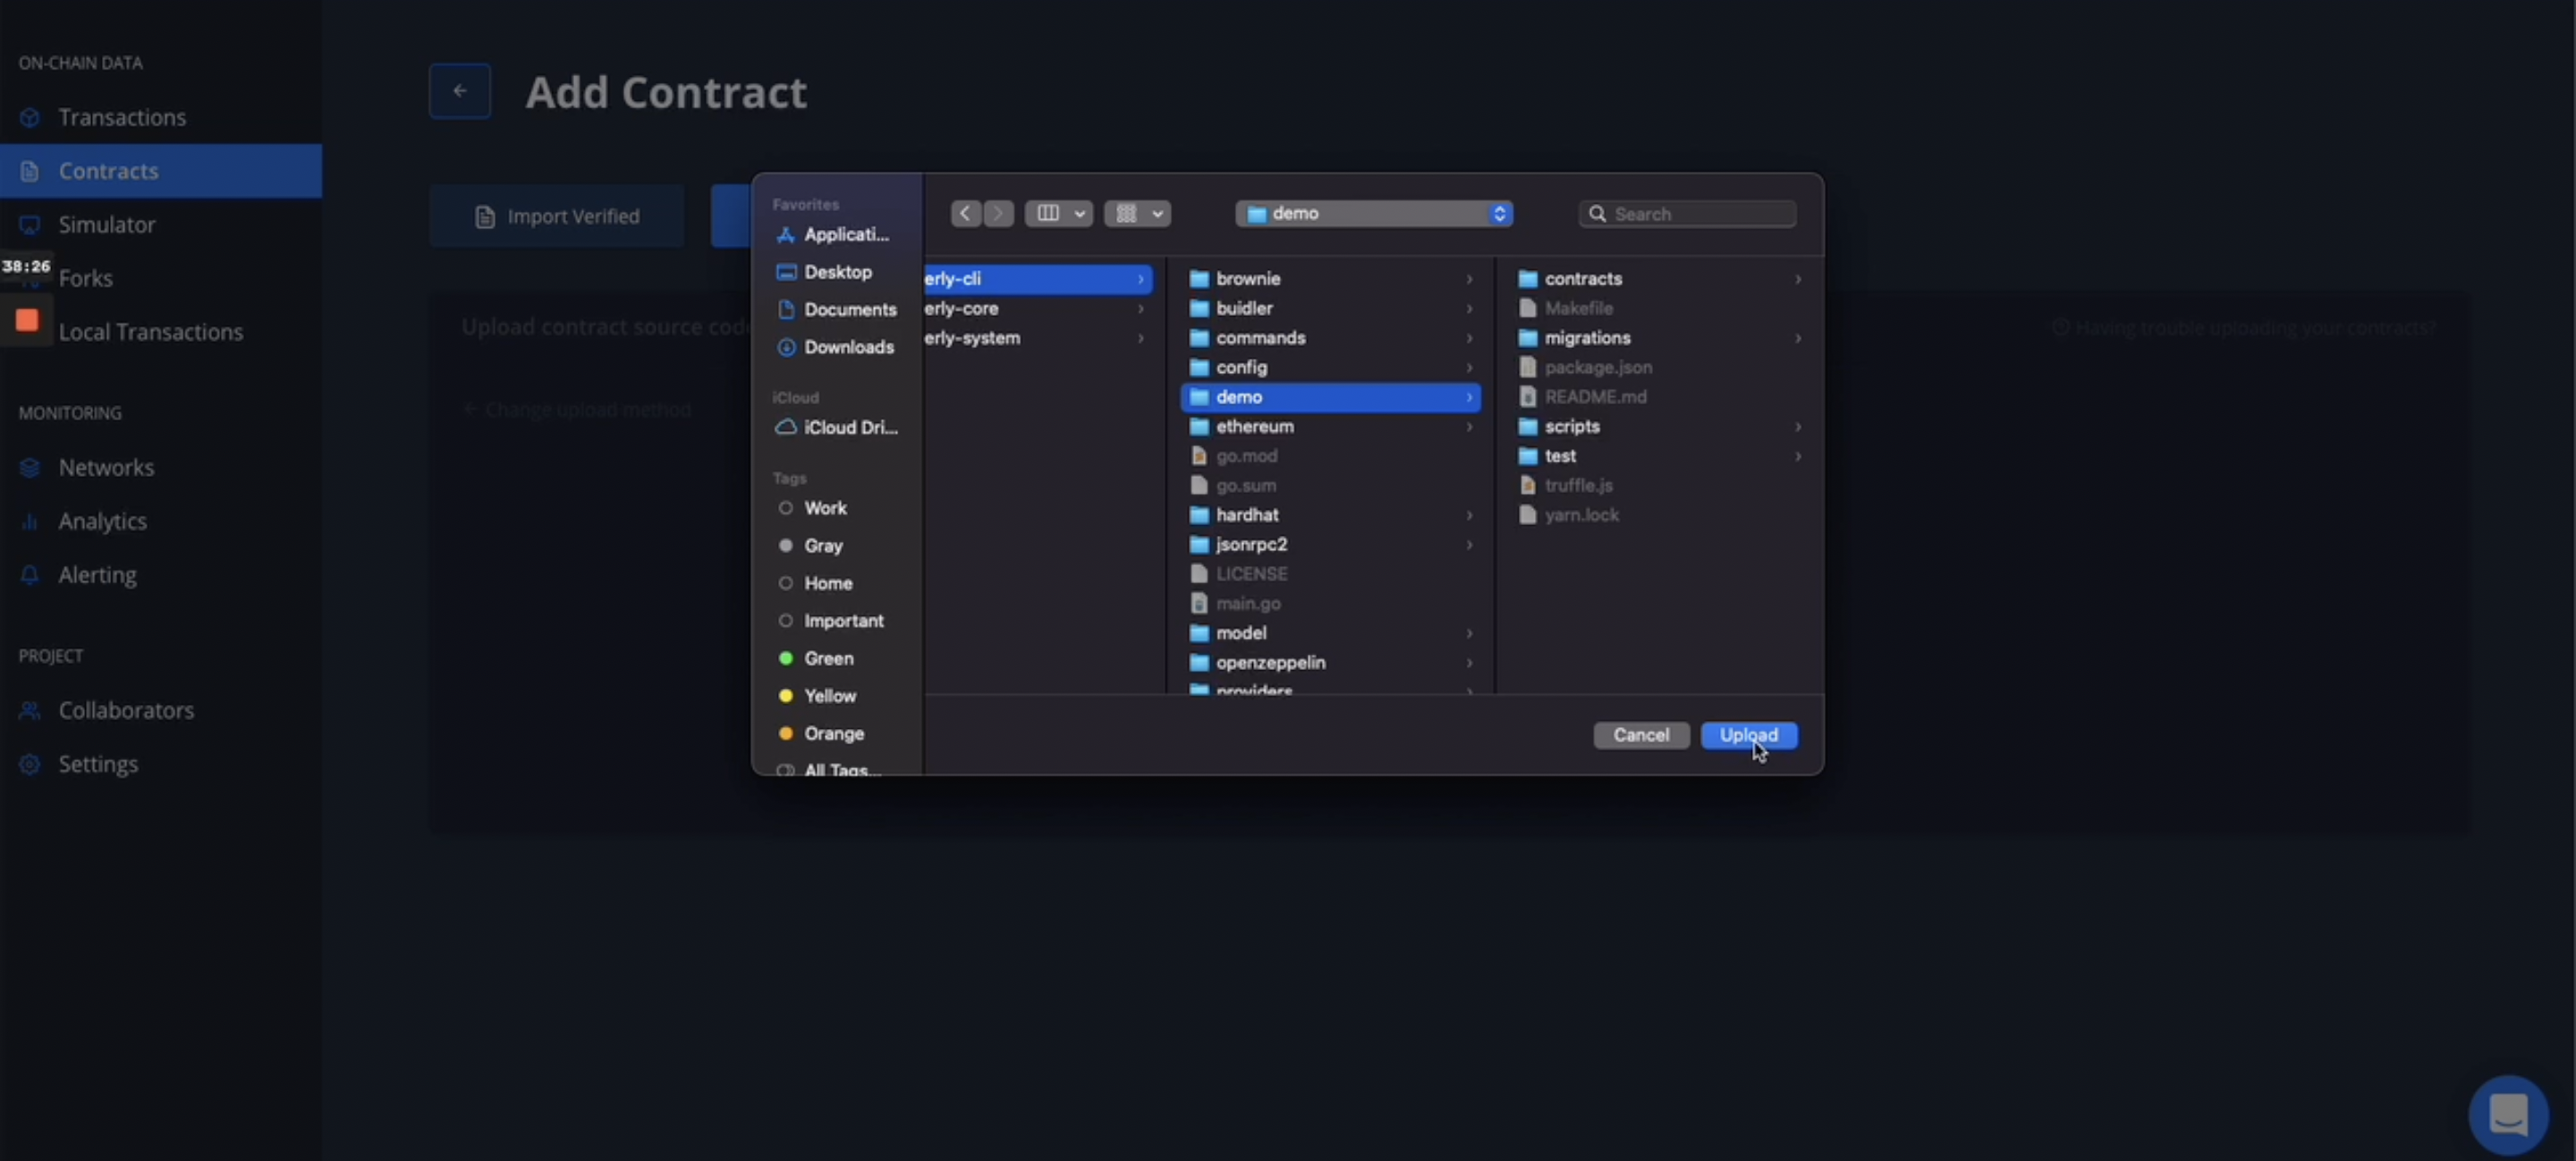 ON-CHAIN DATA
Transactions
Contracts
Simulator
38:26
Forks
Local Transactions
MONITORING
Networks
Analytics
Alerting
PROJECT
Collaborators
Settings
Add Contract
Import Verified
Upload contract source cod
Having trouble uploading your contracts?
Change upload method
Favorites
Applicati...
Desktop
Documents
Downloads
iCloud
iCloud Dri...
Tags
Work
Gray
Home
Important
Green
Yellow
Orange
All Tags...
demo
Search
erly-cli
erly-core
erly-system
brownie
buidler
commands
config
demo
ethereum
go.mod
go.sum
hardhat
jsonrpc2
LICENSE
main.go
model
openzeppelin
providers
contracts
Makefile
migrations
package.json
README.md
scripts
test
truffle.js
yarn.lock
Cancel
Upload